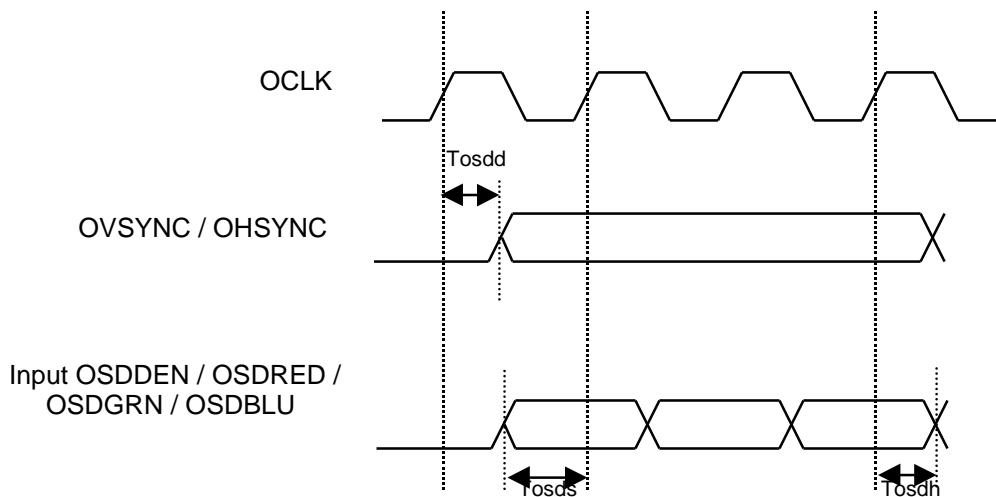 OCLK
Tosdd
OVSYNC / OHSYNC
Input OSDDEN / OSDRED /
OSDGRN / OSDBLU
Tosds
Tosdh